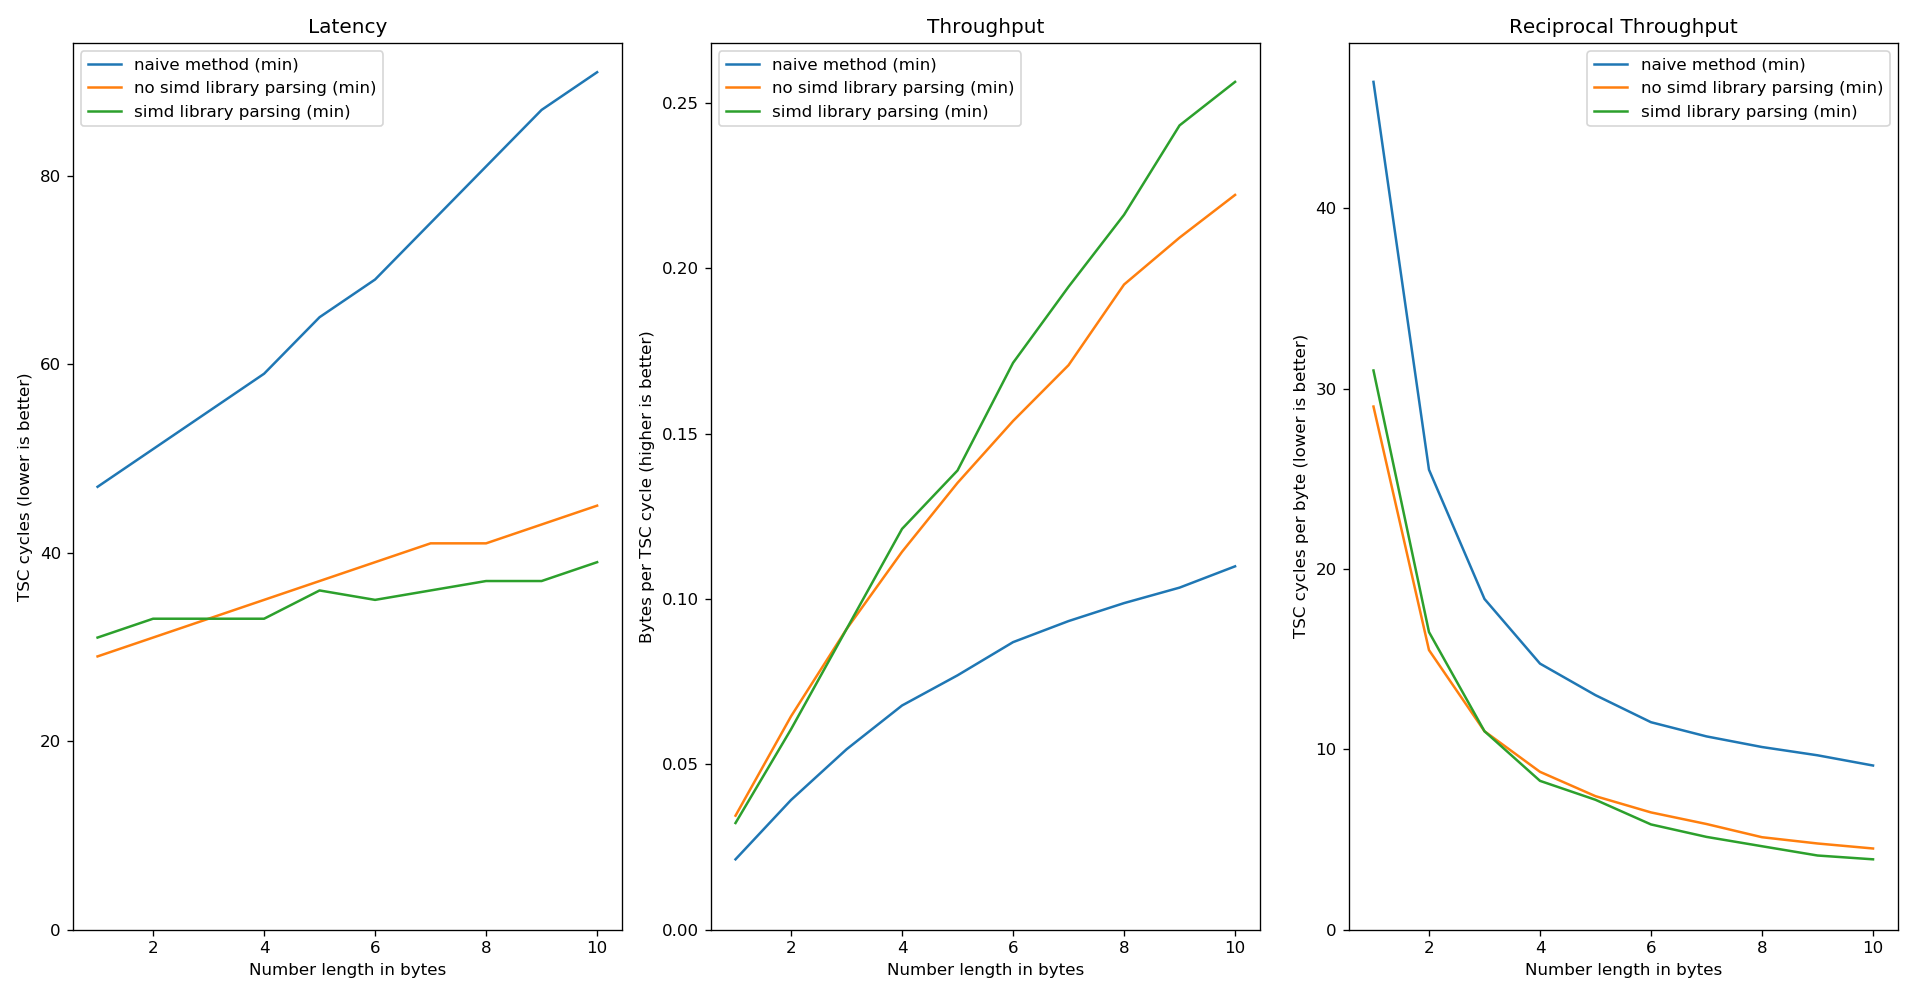 Latency
naive method (min)
no simd library parsing (min)
simd library parsing (min)
TSC cycles (lower is better)
80
60
40
20
0
2 4 6 8 10
Number length in bytes
Throughput
naive method (min)
no simd library parsing (min)
simd library parsing (min)
Bytes per TSC cycle (higher is better)
0.25
0.20
0.15
0.10
0.05
0.00
2 4 6 8 10
Number length in bytes
Reciprocal Throughput
naive method (min)
no simd library parsing (min)
simd library parsing (min)
TSC cycles per byte (lower is better)
40
30
20
10
0
2 4 6 8 10
Number length in bytes